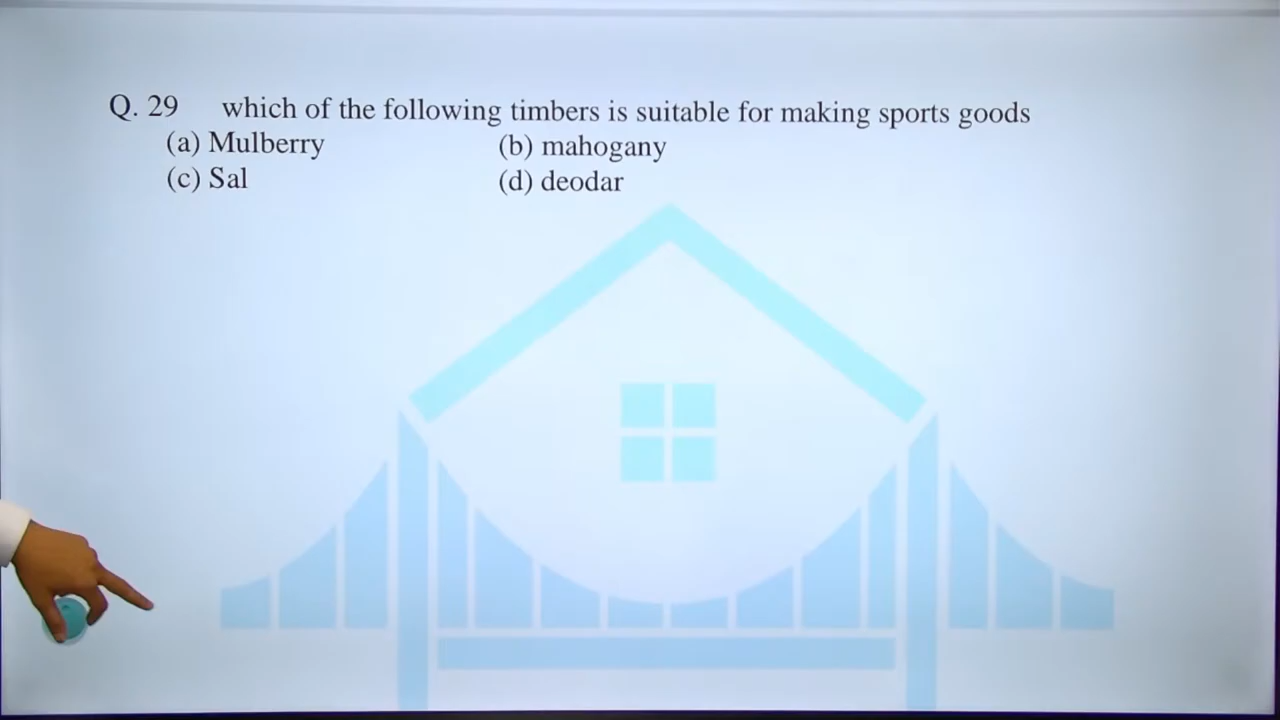 Q. 29 which of the following timbers is suitable for making sports goods
(a) Mulberry (b) mahogany
(c) Sal (d) deodar